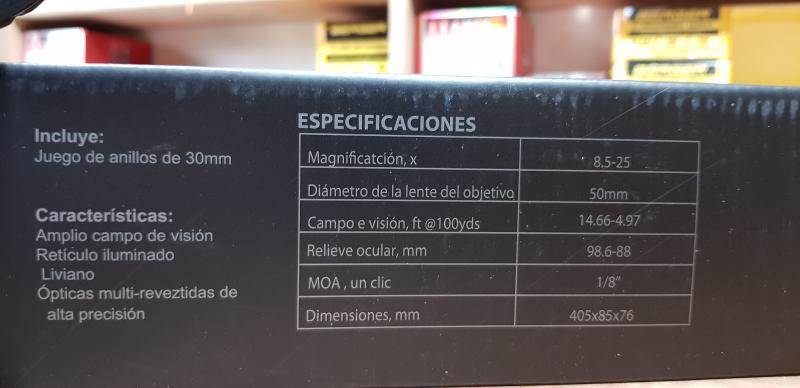 Incluye:
Juego de anillos de 30mm
Características:
Amplio campo de visión
Retículo iluminado
Liviano
Ópticas multi-reveztidas de
alta precisión
ESPECIFICACIONES
Magnificatción, x 8.5-25
Diámetro de la lente del objetivo 50mm
Campo e visión, ft @100yds 14.66-4.97
Relieve ocular, mm 98.6-88
MOA , un clic 1/8"
Dimensiones, mm 405x85x76